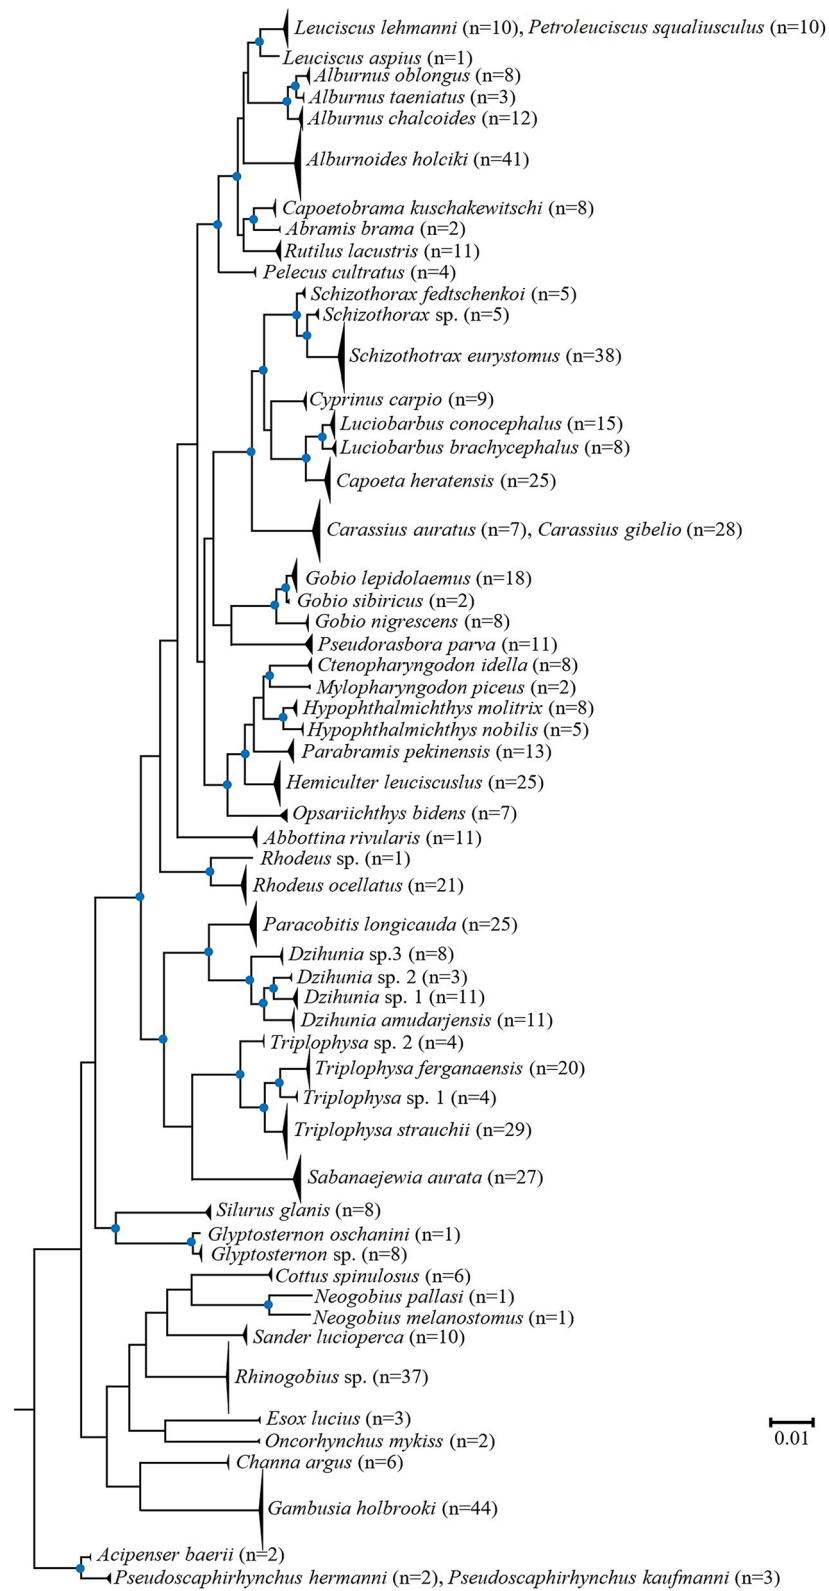 Leuciscus lehmanni (n=10), Petroleuciscus squaliusculus (n=10)
Leuciscus aspius (n=1)
Alburnus oblongus (n=8)
Alburnus taeniatus (n=3)
Alburnus chalcoides (n=12)
Alburnoides holciki (n=41)
Capoetobrama kuschakewitschi (n=8)
Abramis brama (n=2)
Rutilus lacustris (n=11)
Pelecus cultratus (n=4)
Schizothorax fedtschenkoi (n=5)
Schizothorax sp. (n=5)
Schizothotrax eurystomus (n=38)
Cyprinus carpio (n=9)
Luciobarbus conocephalus (n=15)
Luciobarbus brachycephalus (n=8)
Capoeta heratensis (n=25)
Carassius auratus (n=7), Carassius gibelio (n=28)
Gobio lepidolaemus (n=18)
Gobio sibiricus (n=2)
Gobio nigrescens (n=8)
Pseudorasbora parva (n=11)
Ctenopharyngodon idella (n=8)
Mylopharyngodon piceus (n=2)
Hypophthalmichthys molitrix (n=8)
Hypophthalmichthys nobilis (n=5)
Parabramis pekinensis (n=13)
Hemiculter leuciscuslus (n=25)
Opsariichthys bidens (n=7)
Abbottina rivularis (n=11)
Rhodeus sp. (n=1)
Rhodeus ocellatus (n=21)
Paracobitis longicauda (n=25)
Dzihunia sp.3 (n=8)
Dzihunia sp. 2 (n=3)
Dzihunia sp. 1 (n=11)
Dzihunia amudarjensis (n=11)
Triplophysa sp. 2 (n=4)
Triplophysa ferganaensis (n=20)
Triplophysa sp. 1 (n=4)
Triplophysa strauchii (n=29)
Sabanaejewia aurata (n=27)
Silurus glanis (n=8)
Glyptosternon oschanini (n=1)
Glyptosternon sp. (n=8)
Cottus spinulosus (n=6)
Neogobius pallasi (n=1)
Neogobius melanostomus (n=1)
Sander lucioperca (n=10)
Rhinogobius sp. (n=37)
Esox lucius (n=3)
Oncorhynchus mykiss (n=2)
0.01
Channa argus (n=6)
Gambusia holbrooki (n=44)
Acipenser baerii (n=2)
Pseudoscaphirhynchus hermanni (n=2), Pseudoscaphirhynchus kaufmanni (n=3)